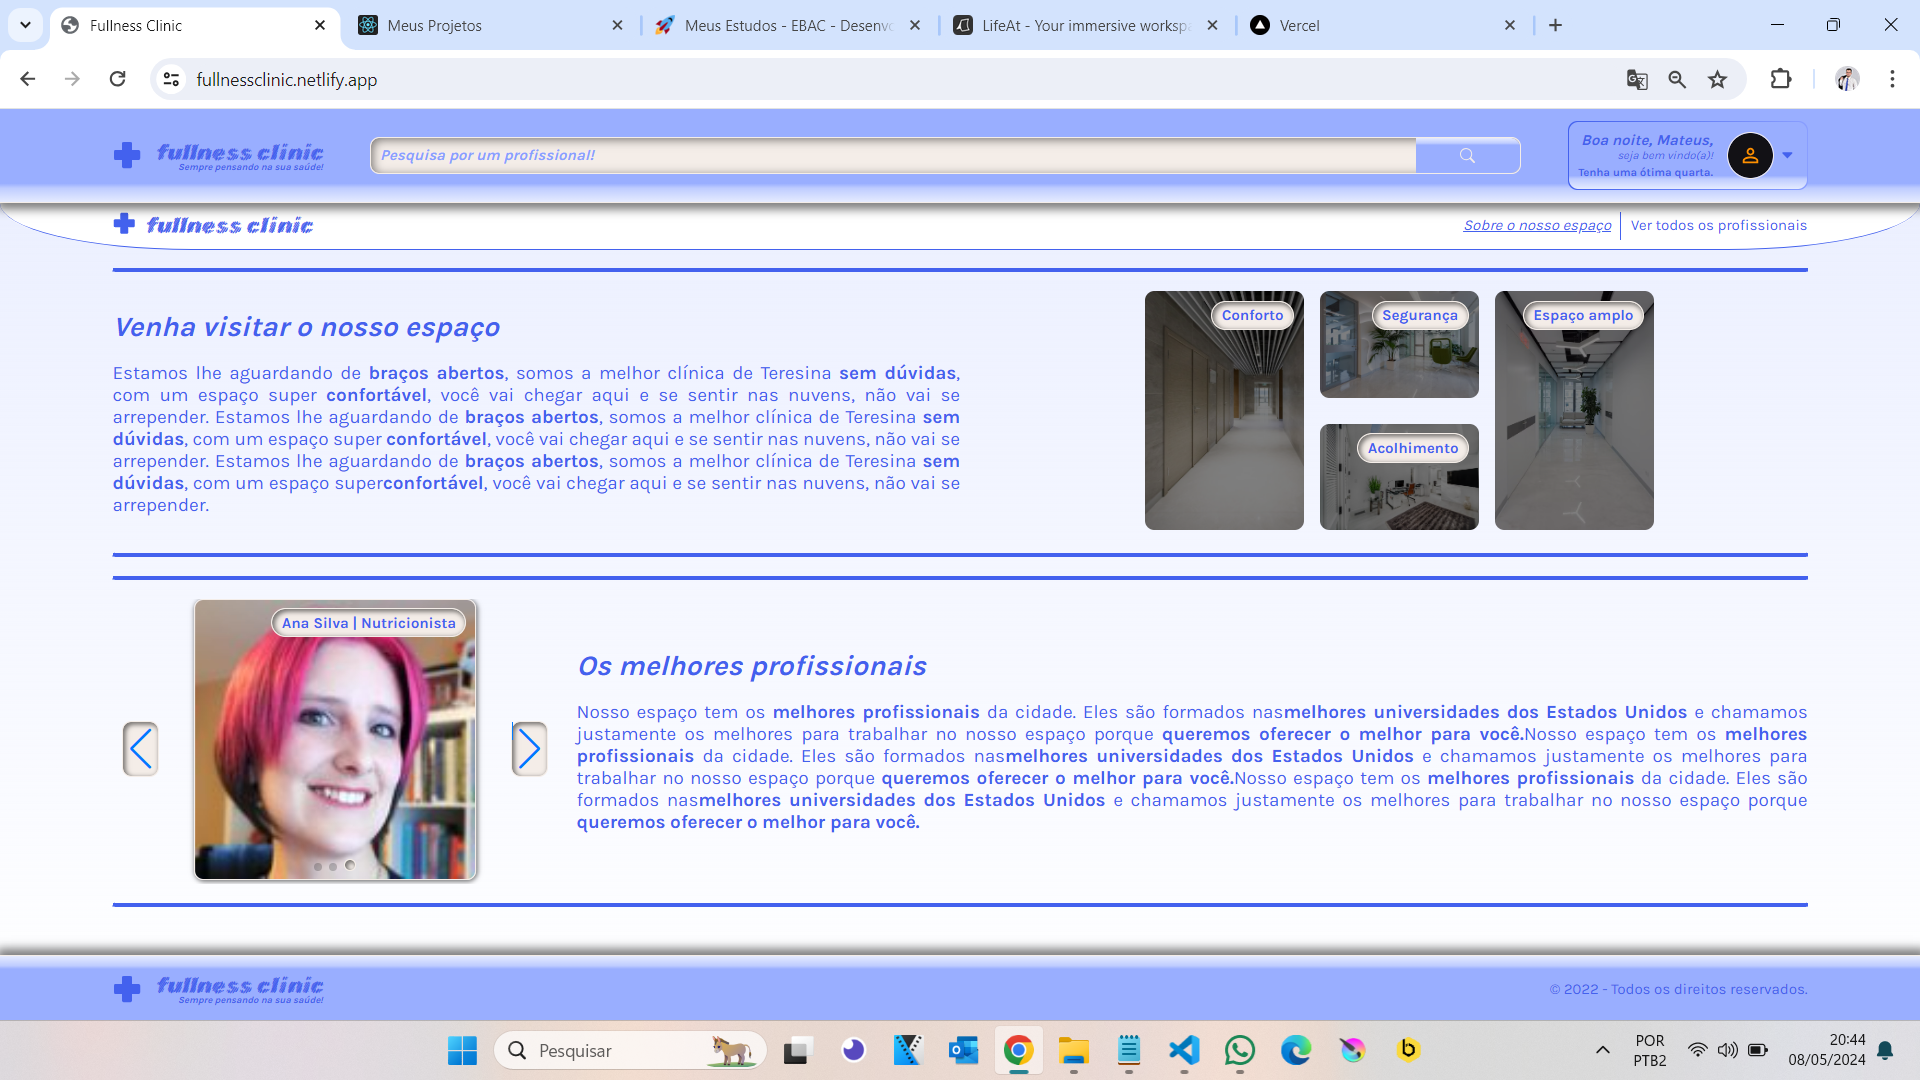 Fullness Clinic
Meus Projetos
Meus Estudos - EBAC - Desenvo
LifeAt - Your immersive workspa
Vercel
fullnessclinic.netlify.app
fullness clinic
Sempre pensando na sua saúde!
Pesquisa por um profissional!
Boa noite, Mateus,
seja bem vindo(a)!
Tenha uma ótima quarta.
fullness clinic
Sobre o nosso espaço
Ver todos os profissionais
Venha visitar o nosso espaço
Estamos lhe aguardando de braços abertos, somos a melhor clínica de Teresina sem dúvidas,
com um espaço super confortável, você vai chegar aqui e se sentir nas nuvens, não vai se
arrepender. Estamos lhe aguardando de braços abertos, somos a melhor clínica de Teresina sem
dúvidas, com um espaço super confortável, você vai chegar aqui e se sentir nas nuvens, não vai se
arrepender. Estamos lhe aguardando de braços abertos, somos a melhor clínica de Teresina sem
dúvidas, com um espaço superconfortável, você vai chegar aqui e se sentir nas nuvens, não vai se
arrepender.
Conforto
Segurança
Espaço amplo
Acolhimento
Ana Silva | Nutricionista
Os melhores profissionais
Nosso espaço tem os melhores profissionais da cidade. Eles são formados nasmelhores universidades dos Estados Unidos e chamamos
justamente os melhores para trabalhar no nosso espaço porque queremos oferecer o melhor para você.Nosso espaço tem os melhores
profissionais da cidade. Eles são formados nasmelhores universidades dos Estados Unidos e chamamos justamente os melhores para
trabalhar no nosso espaço porque queremos oferecer o melhor para você.Nosso espaço tem os melhores profissionais da cidade. Eles são
formados nasmelhores universidades dos Estados Unidos e chamamos justamente os melhores para trabalhar no nosso espaço porque
queremos oferecer o melhor para você.
fullness clinic
Sempre pensando na sua saúde!
© 2022 - Todos os direitos reservados.
Pesquisar
POR
PTB2
20:44
08/05/2024